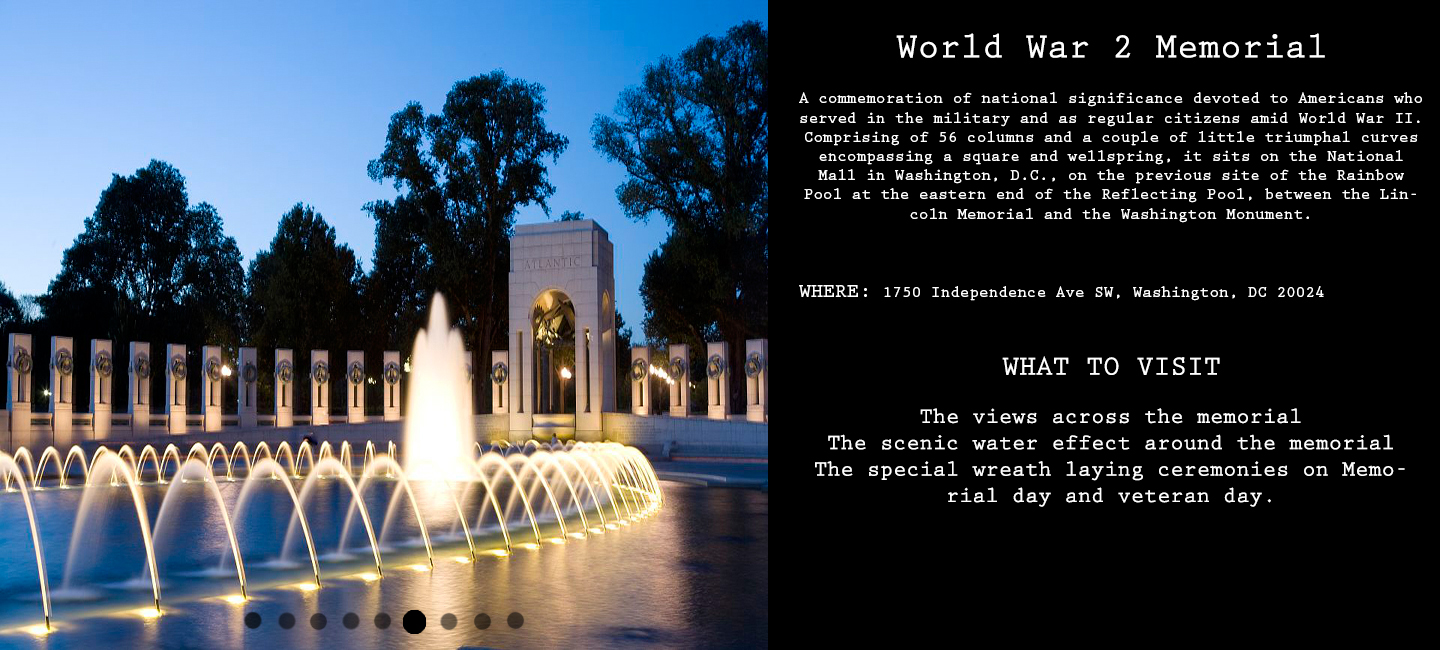 World War 2 Memorial
A commemoration of national significance devoted to Americans who
served in the military and as regular citizens amid World War II.
Comprising of 56 columns and a couple of little triumphal curves
encompassing a square and wellspring, it sits on the National
Mall in Washington, D.C., on the previous site of the Rainbow
Pool at the eastern end of the Reflecting Pool, between the Lin-
coln Memorial and the Washington Monument.
WHERE: 1750 Independence Ave SW, Washington, DC 20024
WHAT TO VISIT
The views across the memorial
The scenic water effect around the memorial
The special wreath laying ceremonies on Memo-
rial day and veteran day.
ATLANTIC